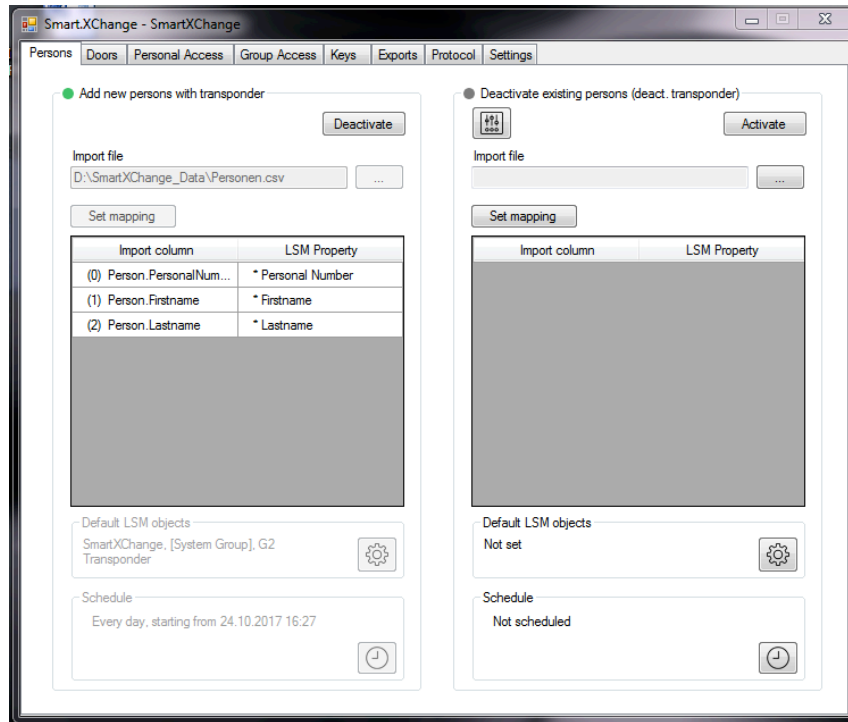 Smart.XChange - SmartXChange
Persons Doors Personal Access Group Access Keys Exports Protocol Settings
Add new persons with transponder
Deactivate
Import file
D:\SmartXChange_Data\Personen.csv ...
Set mapping
Import column LSM Property
(0) Person.PersonalNum... * Personal Number
(1) Person.Firstname * Firstname
(2) Person.Lastname * Lastname
Default LSM objects
SmartXChange, [System Group], G2
Transponder
Schedule
Every day, starting from 24.10.2017 16:27
Deactivate existing persons (deact. transponder)
Activate
Import file
...
Set mapping
Import column LSM Property
Default LSM objects
Not set
Schedule
Not scheduled